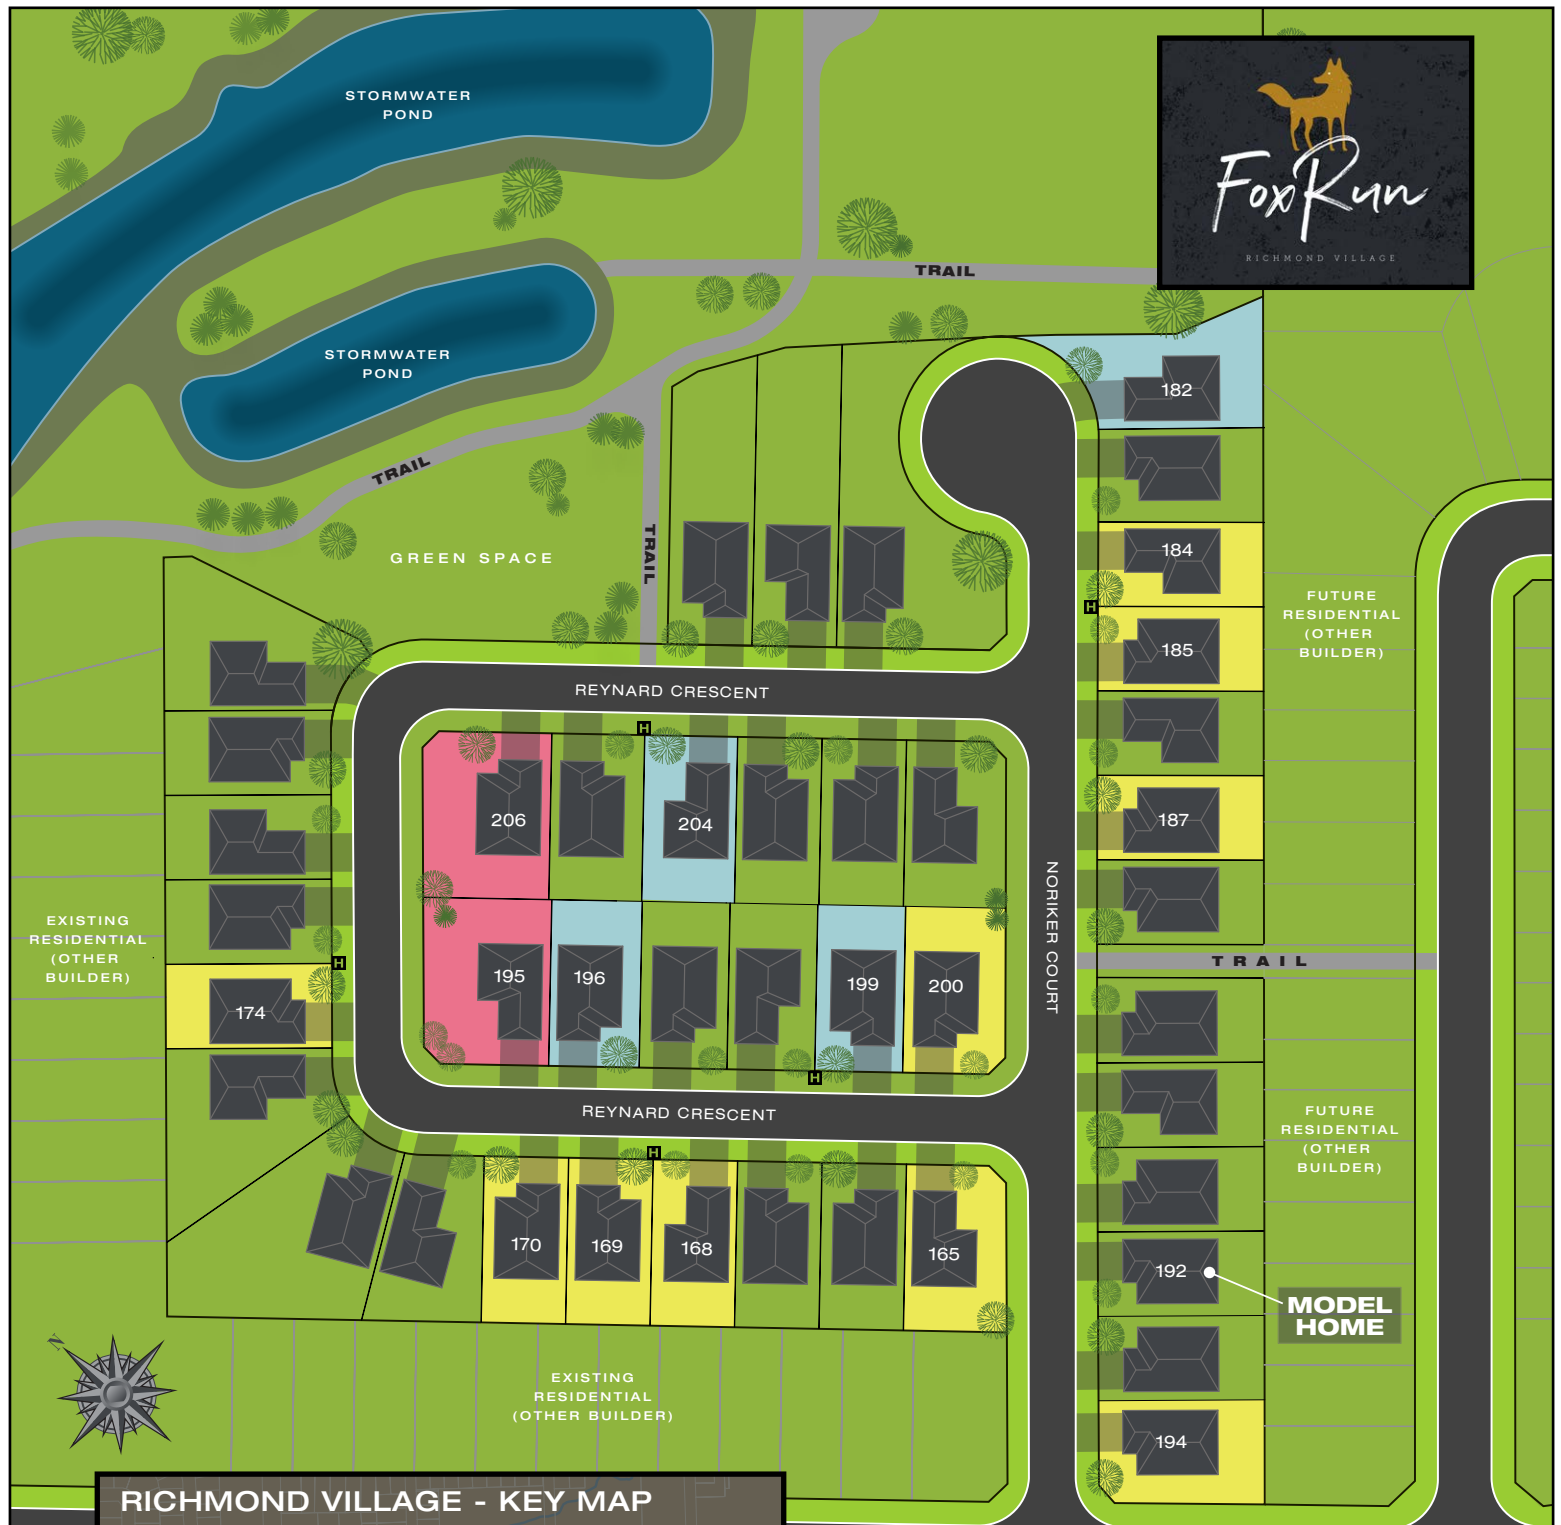 STORMWATER
POND
Fox Run
RICHMOND VILLAGE
TRAIL
STORMWATER
POND
182
TRAIL
TRAIL
GREEN SPACE
184
FUTURE
RESIDENTIAL
(OTHER
BUILDER)
H
185
REYNARD CRESCENT
H
206
204
187
NORIKER COURT
EXISTING
RESIDENTIAL
(OTHER
BUILDER)
H
TRAIL
195
196
199
200
174
H
REYNARD CRESCENT
FUTURE
RESIDENTIAL
(OTHER
BUILDER)
H
170
169
168
165
192
MODEL
HOME
N
EXISTING
RESIDENTIAL
(OTHER BUILDER)
194
RICHMOND VILLAGE - KEY MAP